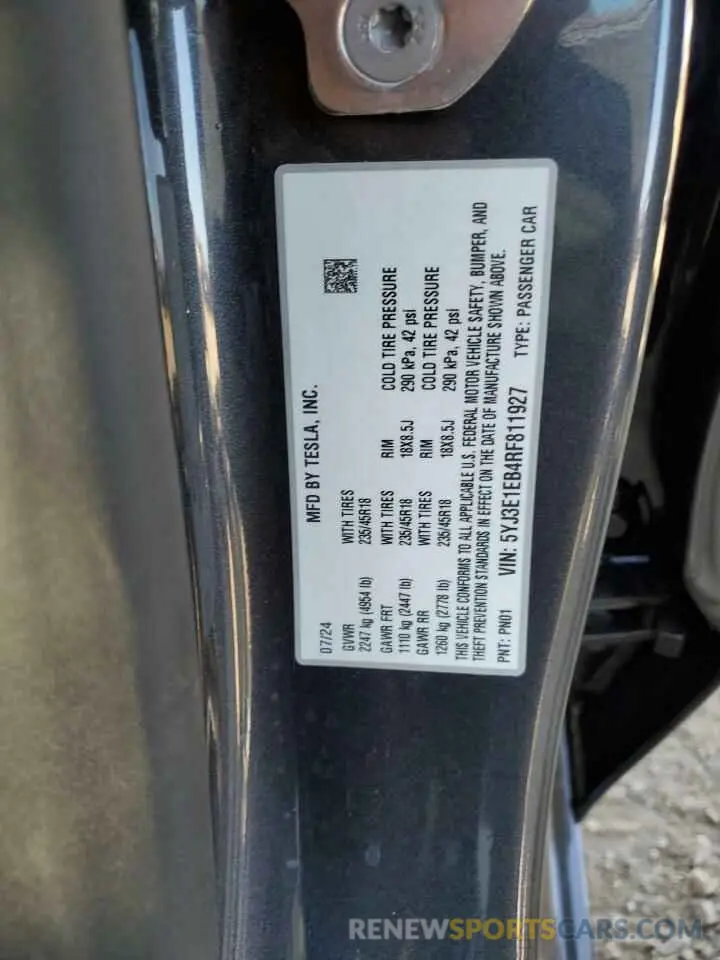 MFD BY TESLA, INC.
07/24
GVWR WITH TIRES
2247 kg (4954 lb) 235/45R18
GAWR FRT WITH TIRES RIM COLD TIRE PRESSURE
1110 kg (2447 lb) 235/45R18 18X8.5J 290 kPa, 42 psi
GAWR RR WITH TIRES RIM COLD TIRE PRESSURE
1260 kg (2778 lb) 235/45R18 18X8.5J 290 kPa, 42 psi
THIS VEHICLE CONFORMS TO ALL APPLICABLE U.S. FEDERAL MOTOR VEHICLE SAFETY, BUMPER, AND
THEFT PREVENTION STANDARDS IN EFFECT ON THE DATE OF MANUFACTURE SHOWN ABOVE.
PNT: PN01 VIN: 5YJ3E1EB4RF811927 TYPE: PASSENGER CAR
RENEWSPORTSCARS.COM